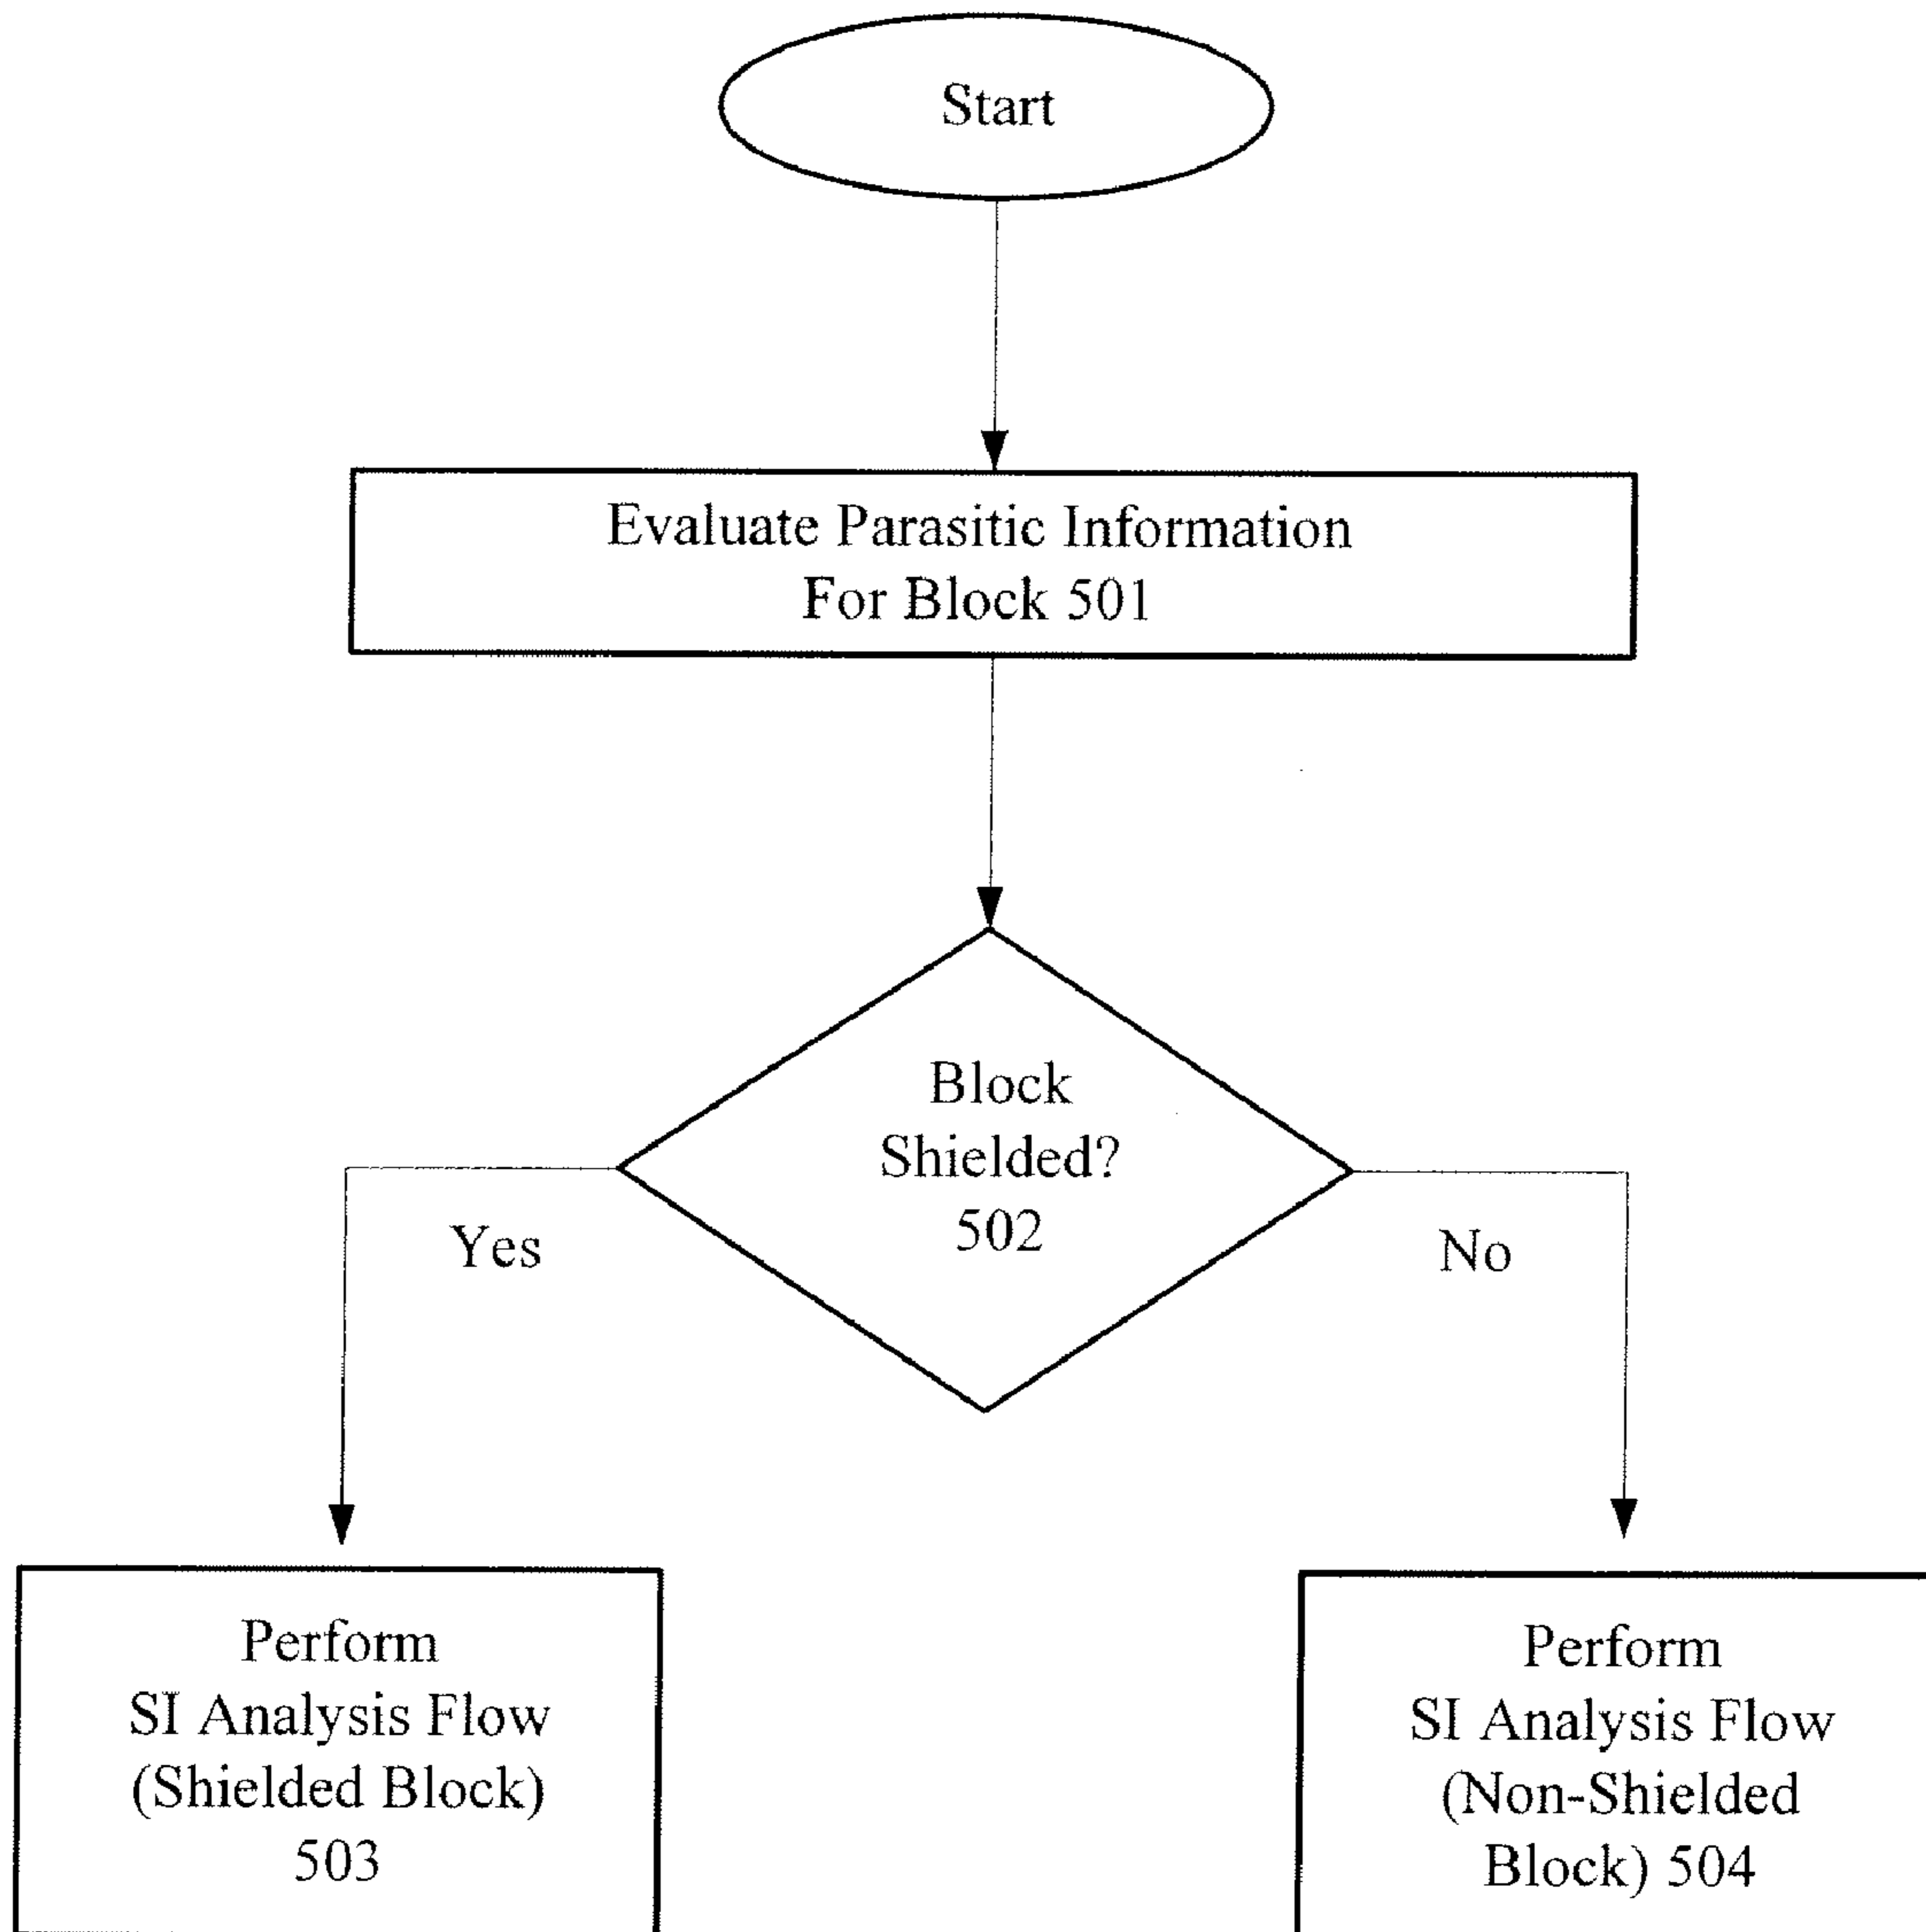 Start
Evaluate Parasitic Information
For Block 501
Block
Shielded?
502
Yes
No
Perform
SI Analysis Flow
(Shielded Block)
503
Perform
SI Analysis Flow
(Non-Shielded
Block) 504